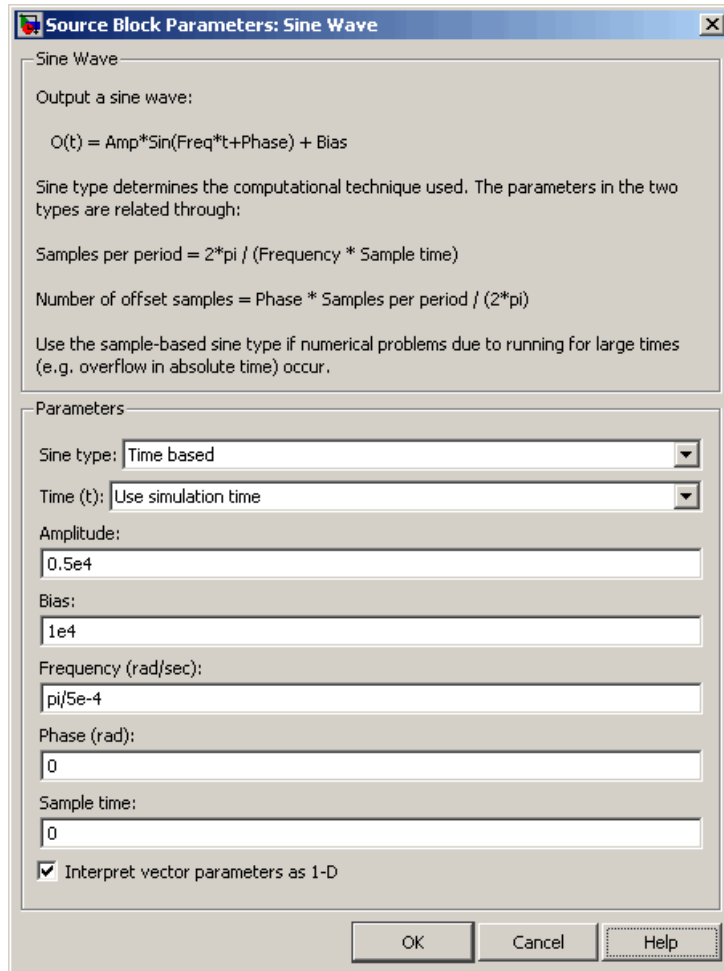 Source Block Parameters: Sine Wave
Sine Wave
Output a sine wave:
O(t) = Amp*Sin(Freq*t+Phase) + Bias
Sine type determines the computational technique used. The parameters in the two
types are related through:
Samples per period = 2*pi / (Frequency * Sample time)
Number of offset samples = Phase * Samples per period / (2*pi)
Use the sample-based sine type if numerical problems due to running for large times
(e.g. overflow in absolute time) occur.
Parameters
Sine type: Time based
Time (t): Use simulation time
Amplitude:
0.5e4
Bias:
1e4
Frequency (rad/sec):
pi/5e-4
Phase (rad):
0
Sample time:
0
Interpret vector parameters as 1-D
OK Cancel Help